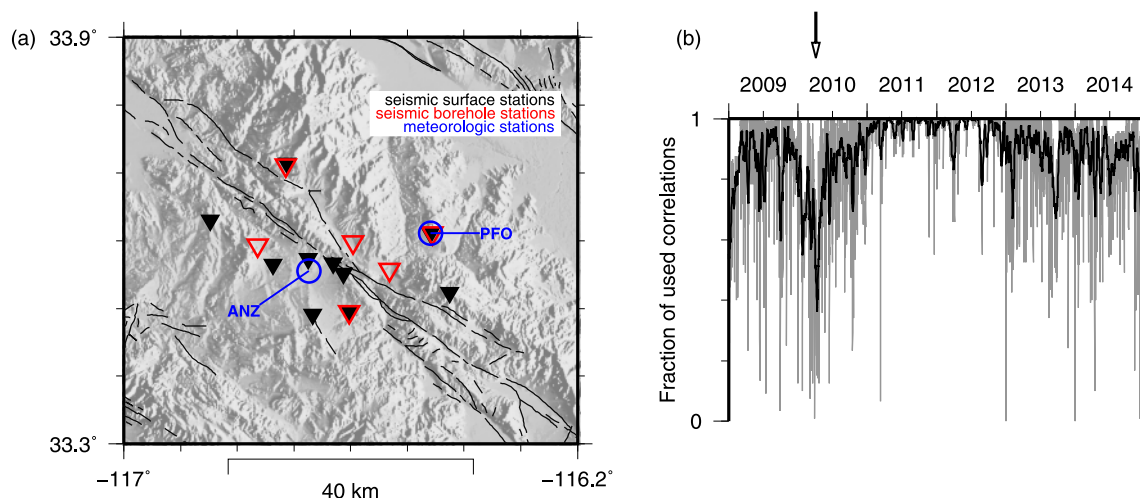 (a)
33.9°
seismic surface stations
seismic borehole stations
meteorologic stations
PFO
ANZ
33.3°
−117°
−116.2°
40 km
(b)
2009 2010 2011 2012 2013 2014
1
Fraction of used correlations
0